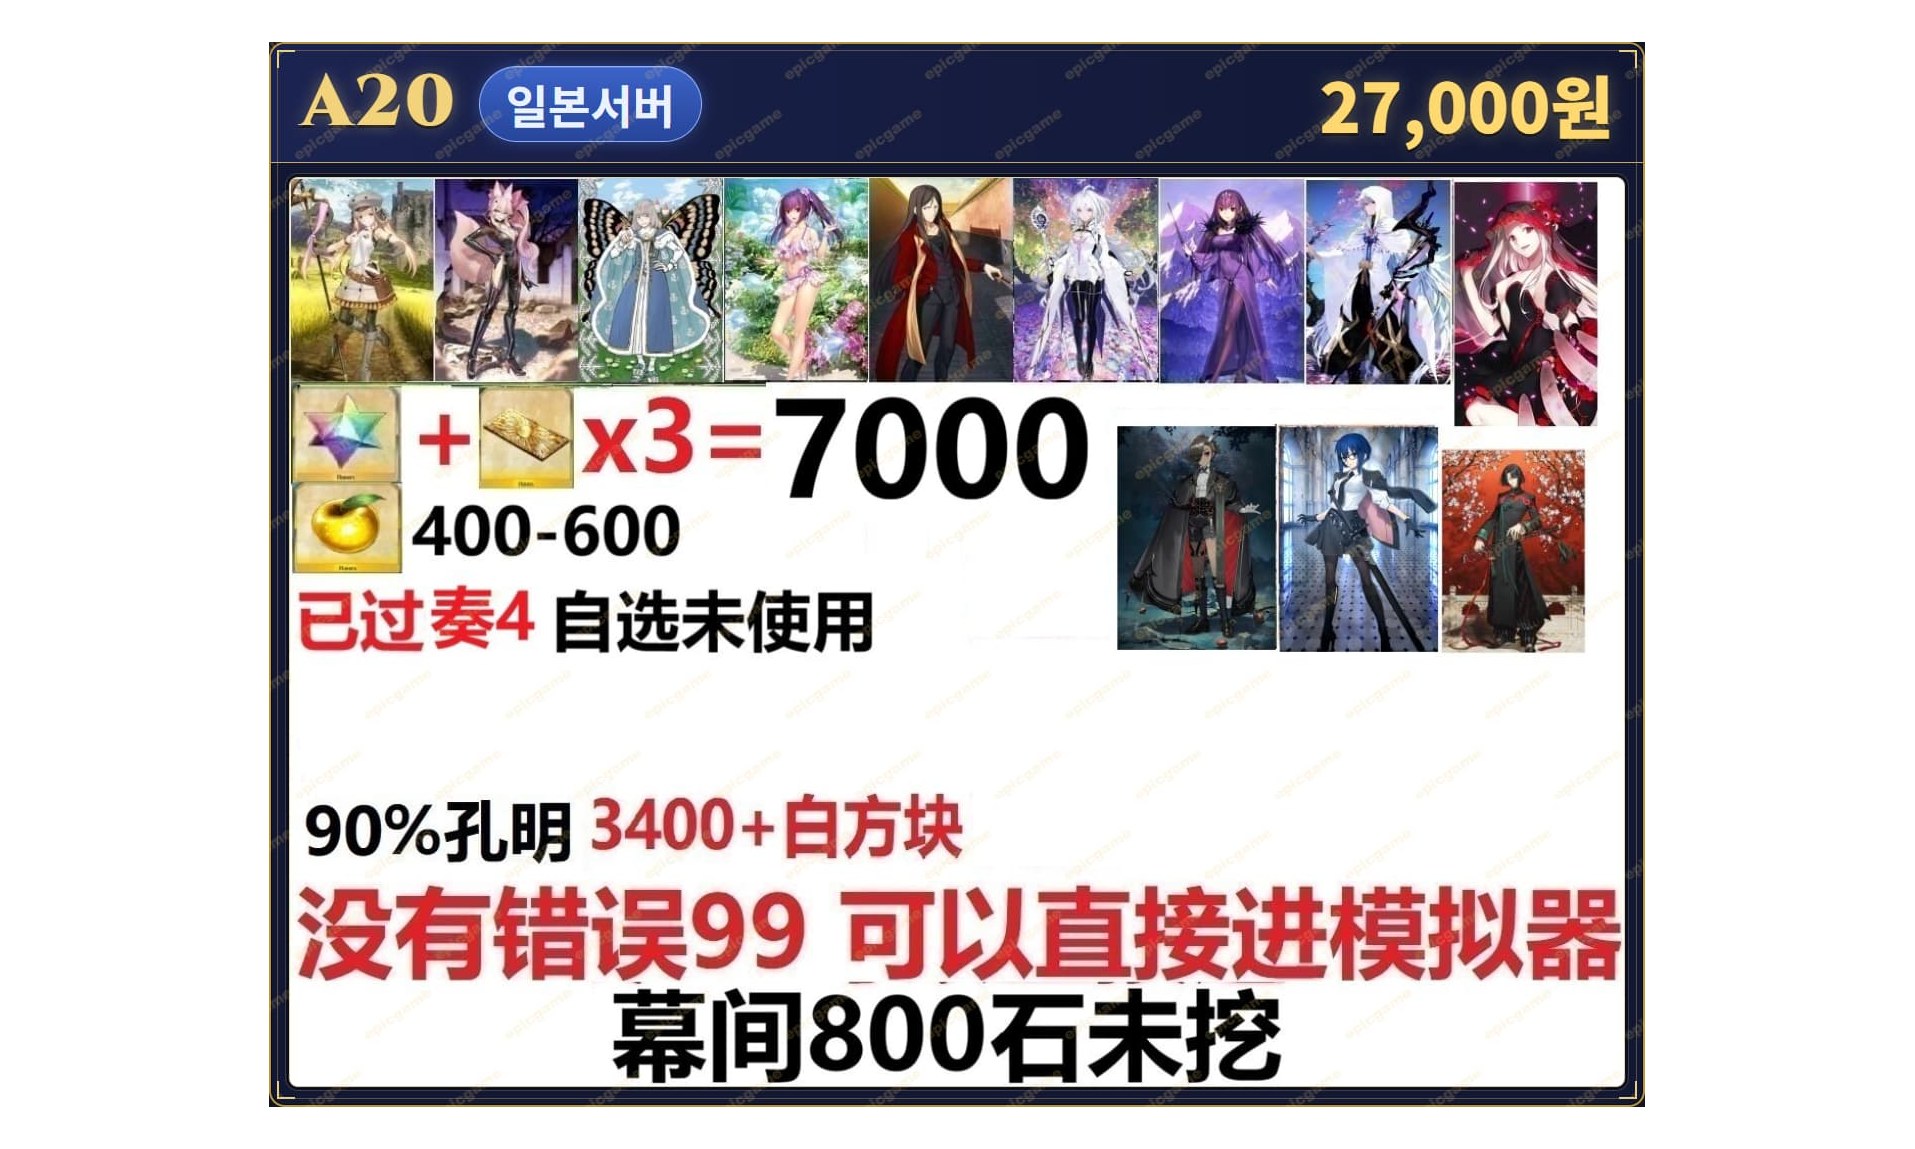 A20 일본서버 27,000원
+ x3= 7000
400-600
已过奏4 自选未使用
90%孔明 3400+白方块
没有错误99 可以直接进模拟器
幕间800石未挖
epicgame